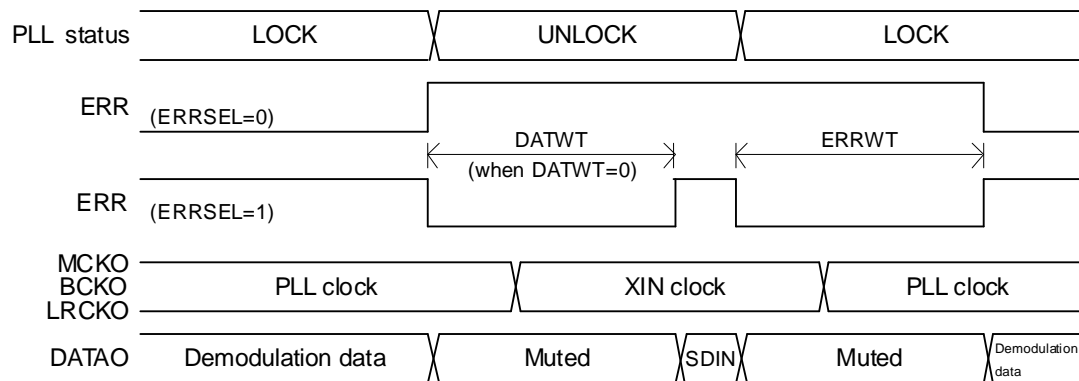 PLL status LOCK UNLOCK LOCK
ERR (ERRSEL=0)
DATWT ERRWT
(when DATWT=0)
ERR (ERRSEL=1)
MCKO
BCKO PLL clock XIN clock PLL clock
LRCKO
DATAO Demodulation data Muted SDIN Muted Demodulation
data